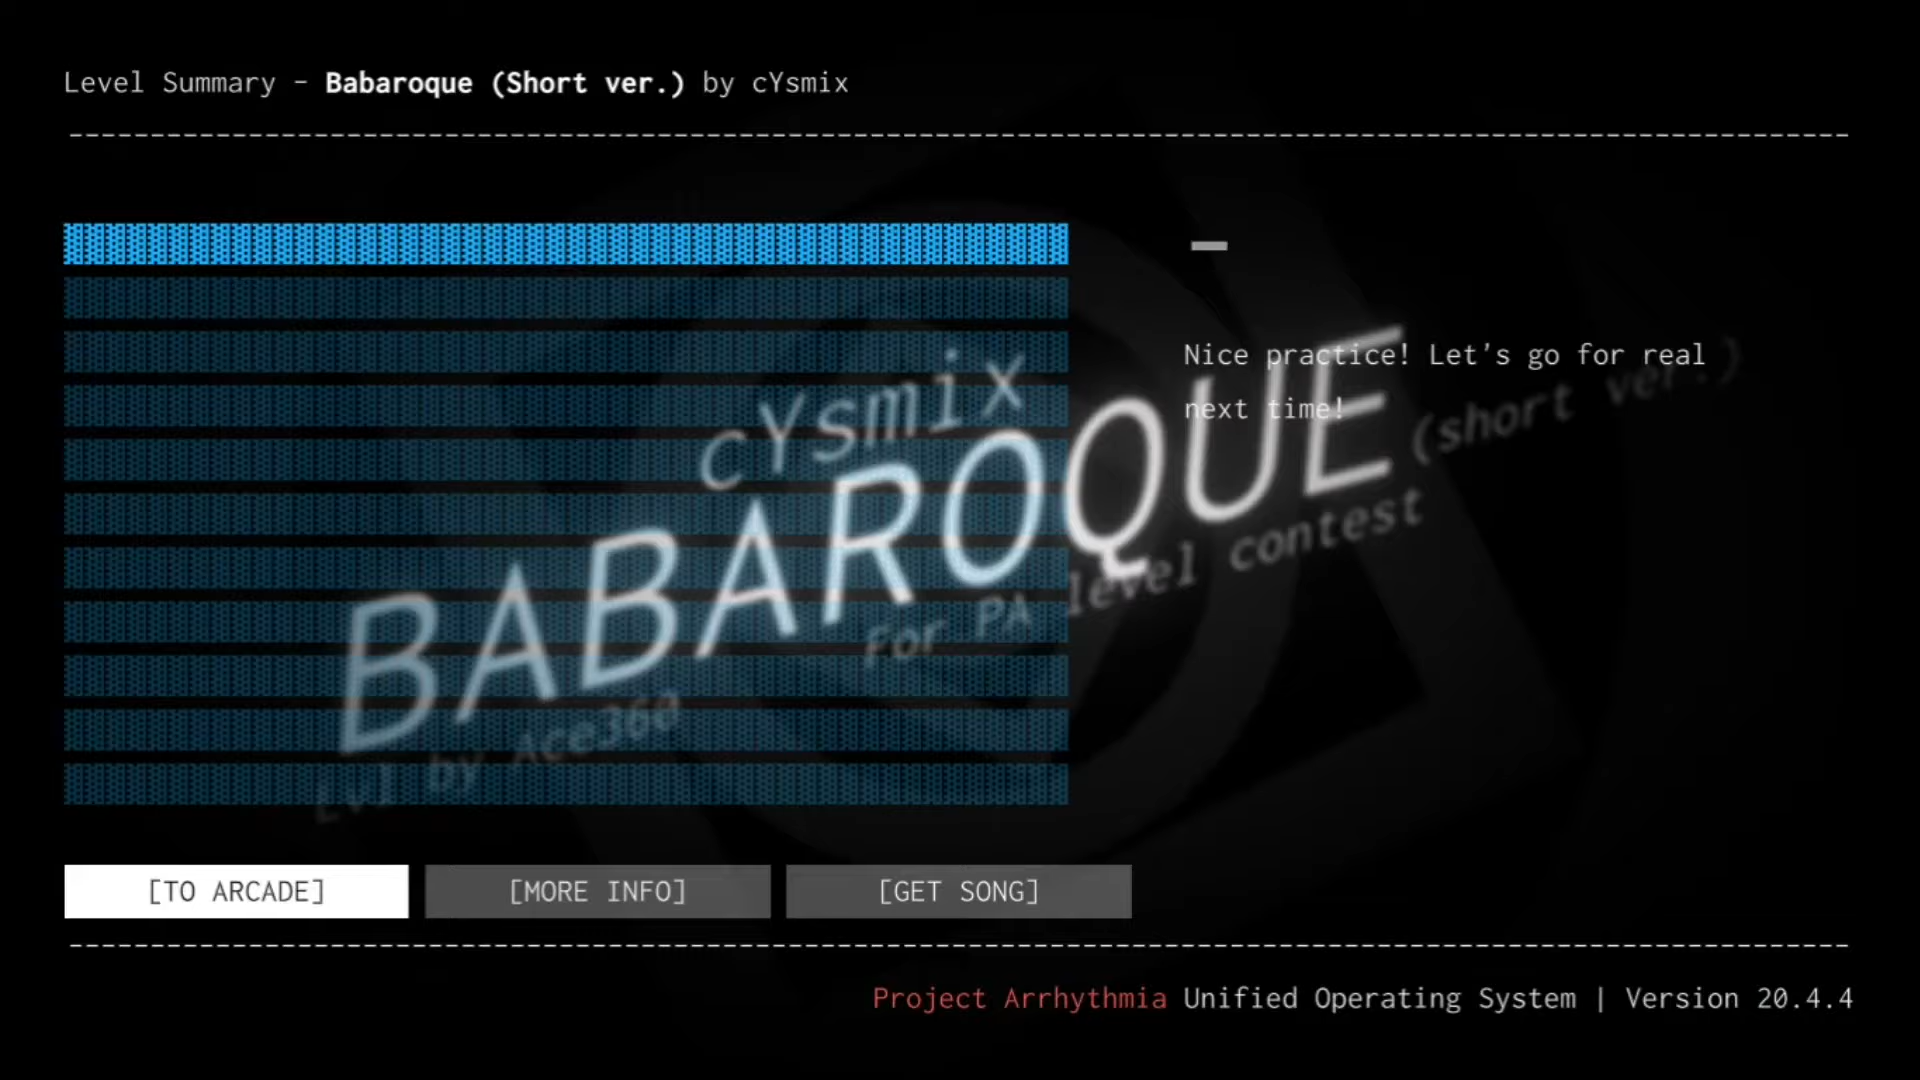 Level Summary - Babaroque (Short ver.) by cYsmix
-
Nice practice! Let's go for real
next time!
cYsmix
BABAROQUE (short ver.)
For PA level contest
Lvl by Ace360
[TO ARCADE] [MORE INFO] [GET SONG]
Project Arrhythmia Unified Operating System | Version 20.4.4